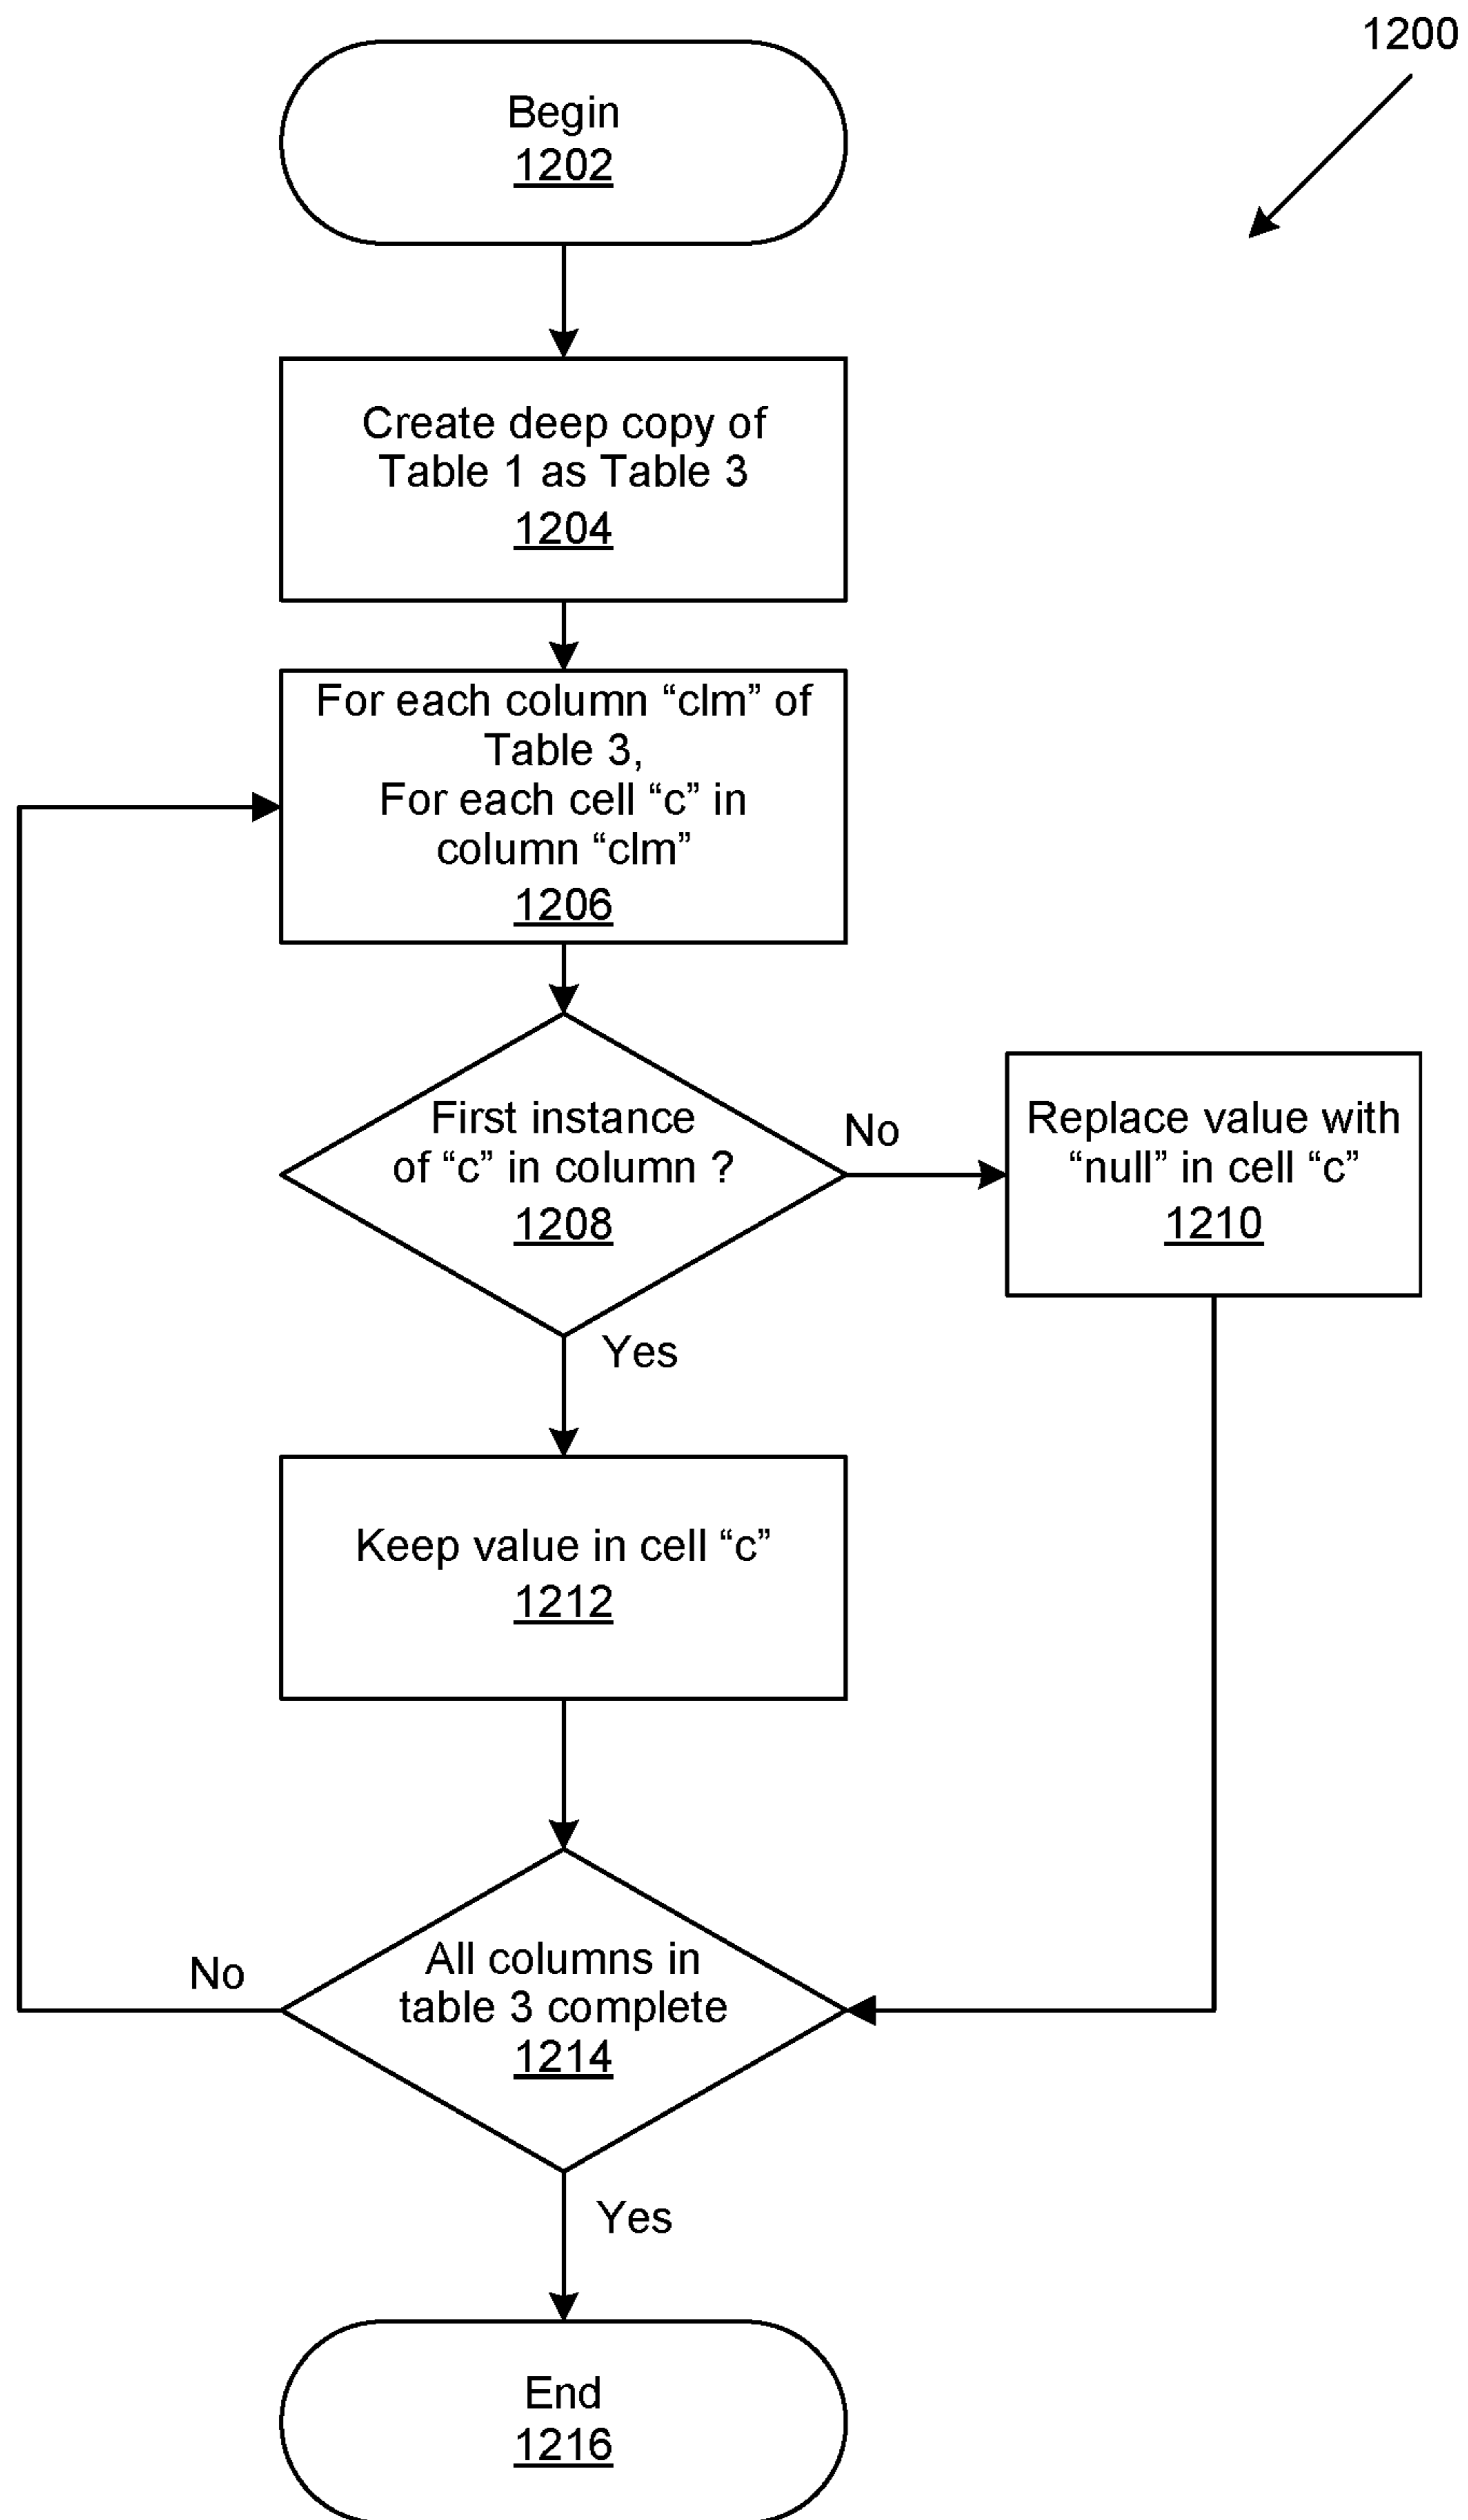 1200
Begin
1202
Create deep copy of
Table 1 as Table 3
1204
For each column “clm” of
Table 3,
For each cell “c” in
column “clm”
1206
First instance
of “c” in column ?
1208
No
Replace value with
“null” in cell “c”
1210
Yes
Keep value in cell “c”
1212
All columns in
table 3 complete
1214
No
Yes
End
1216